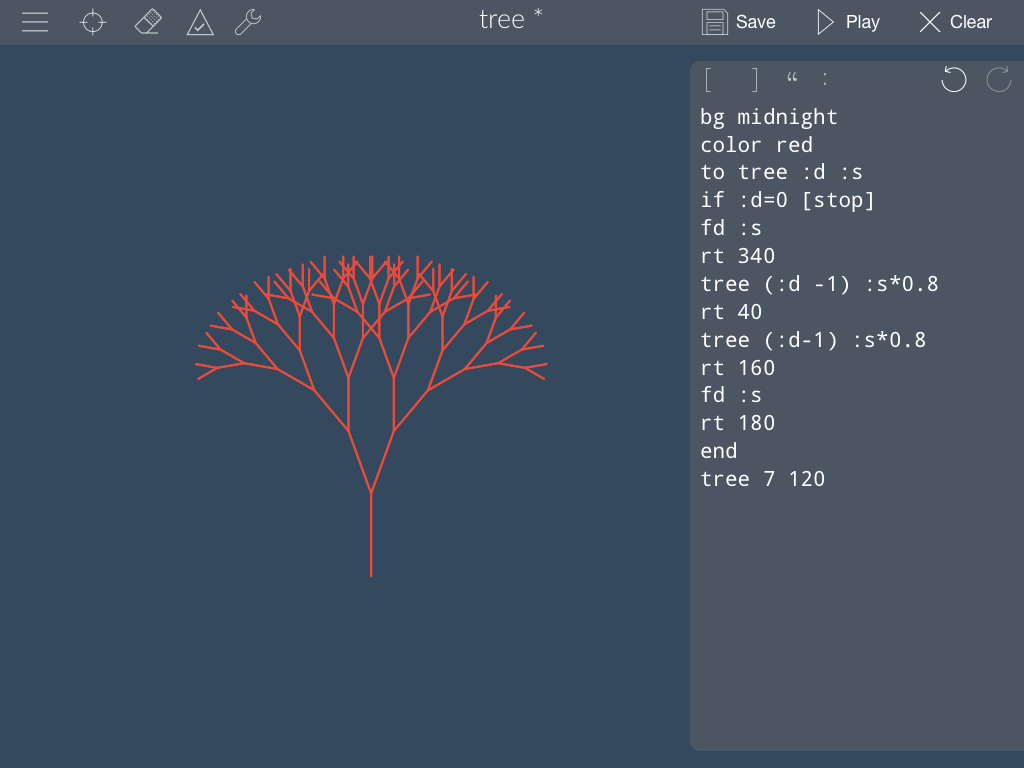 tree *
Save
Play
Clear
[ ] “ :
bg midnight
color red
to tree :d :s
if :d=0 [stop]
fd :s
rt 340
tree (:d -1) :s*0.8
rt 40
tree (:d-1) :s*0.8
rt 160
fd :s
rt 180
end
tree 7 120